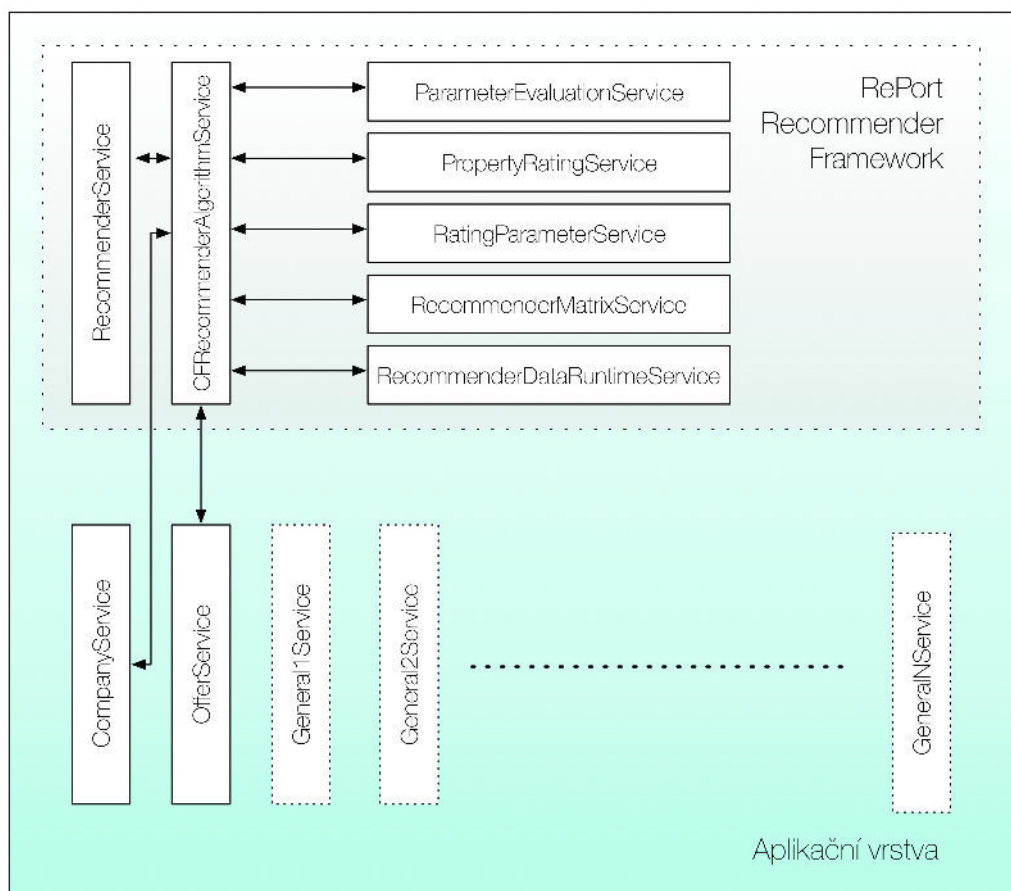 RecommenderService
CFRecommenderAlgorithmService
ParameterEvaluationService
PropertyRatingService
RatingParameterService
RecommenderMatrixService
RecommenderDataRuntimeService
RePort
Recommender
Framework
CompanyService
OfferService
General1Service
General2Service
GeneralNService
Aplikační vrstva